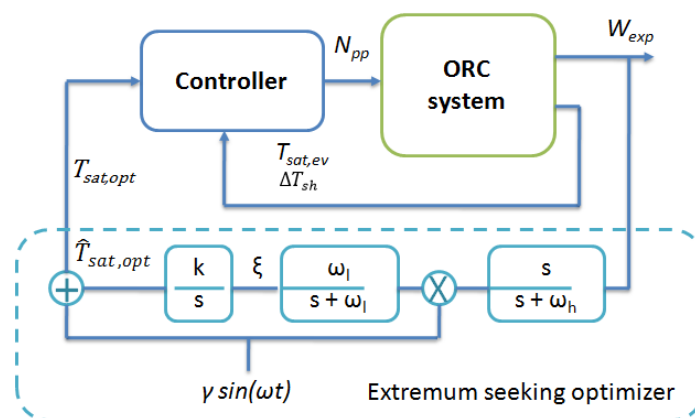 W_exp
N_pp
Controller
ORC
system
T_sat,ev
ΔT_sh
T_sat,opt
T̂_sat,opt
k
s
ξ
ω_l
s + ω_l
X
s
s + ω_h
+
γ sin(ωt)
Extremum seeking optimizer